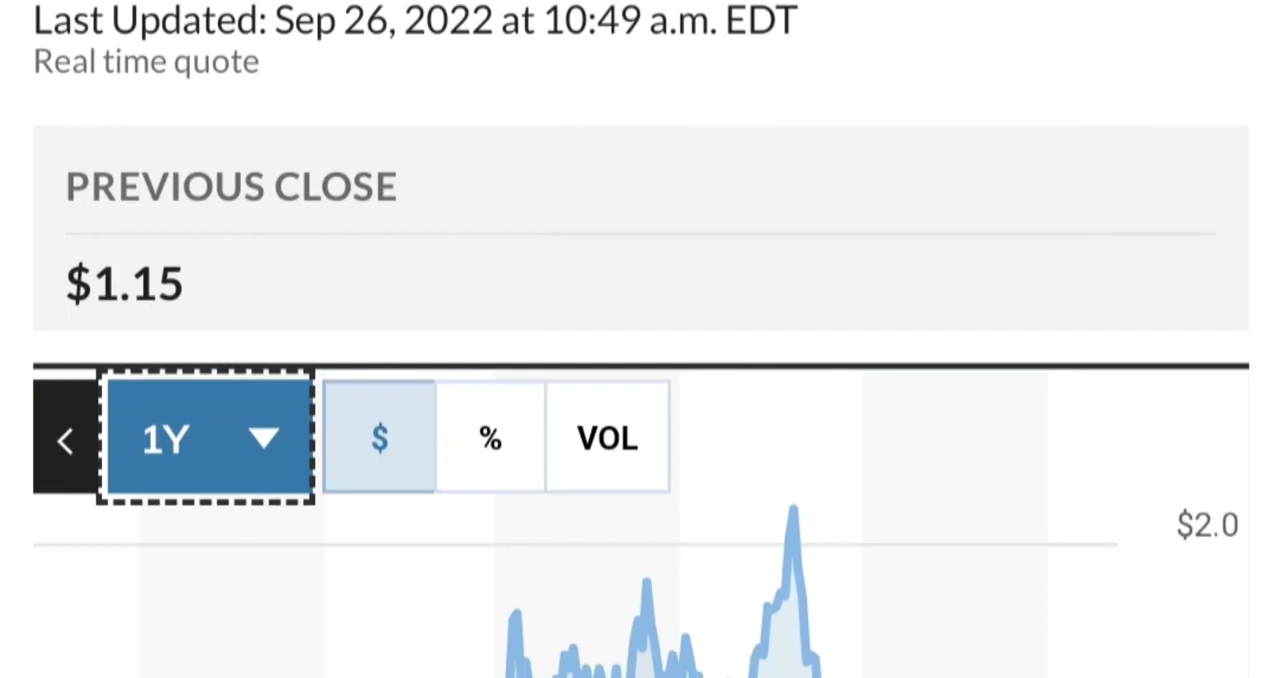 Last Updated: Sep 26, 2022 at 10:49 a.m. EDT
Real time quote
PREVIOUS CLOSE
$1.15
1Y $ % VOL
$2.0